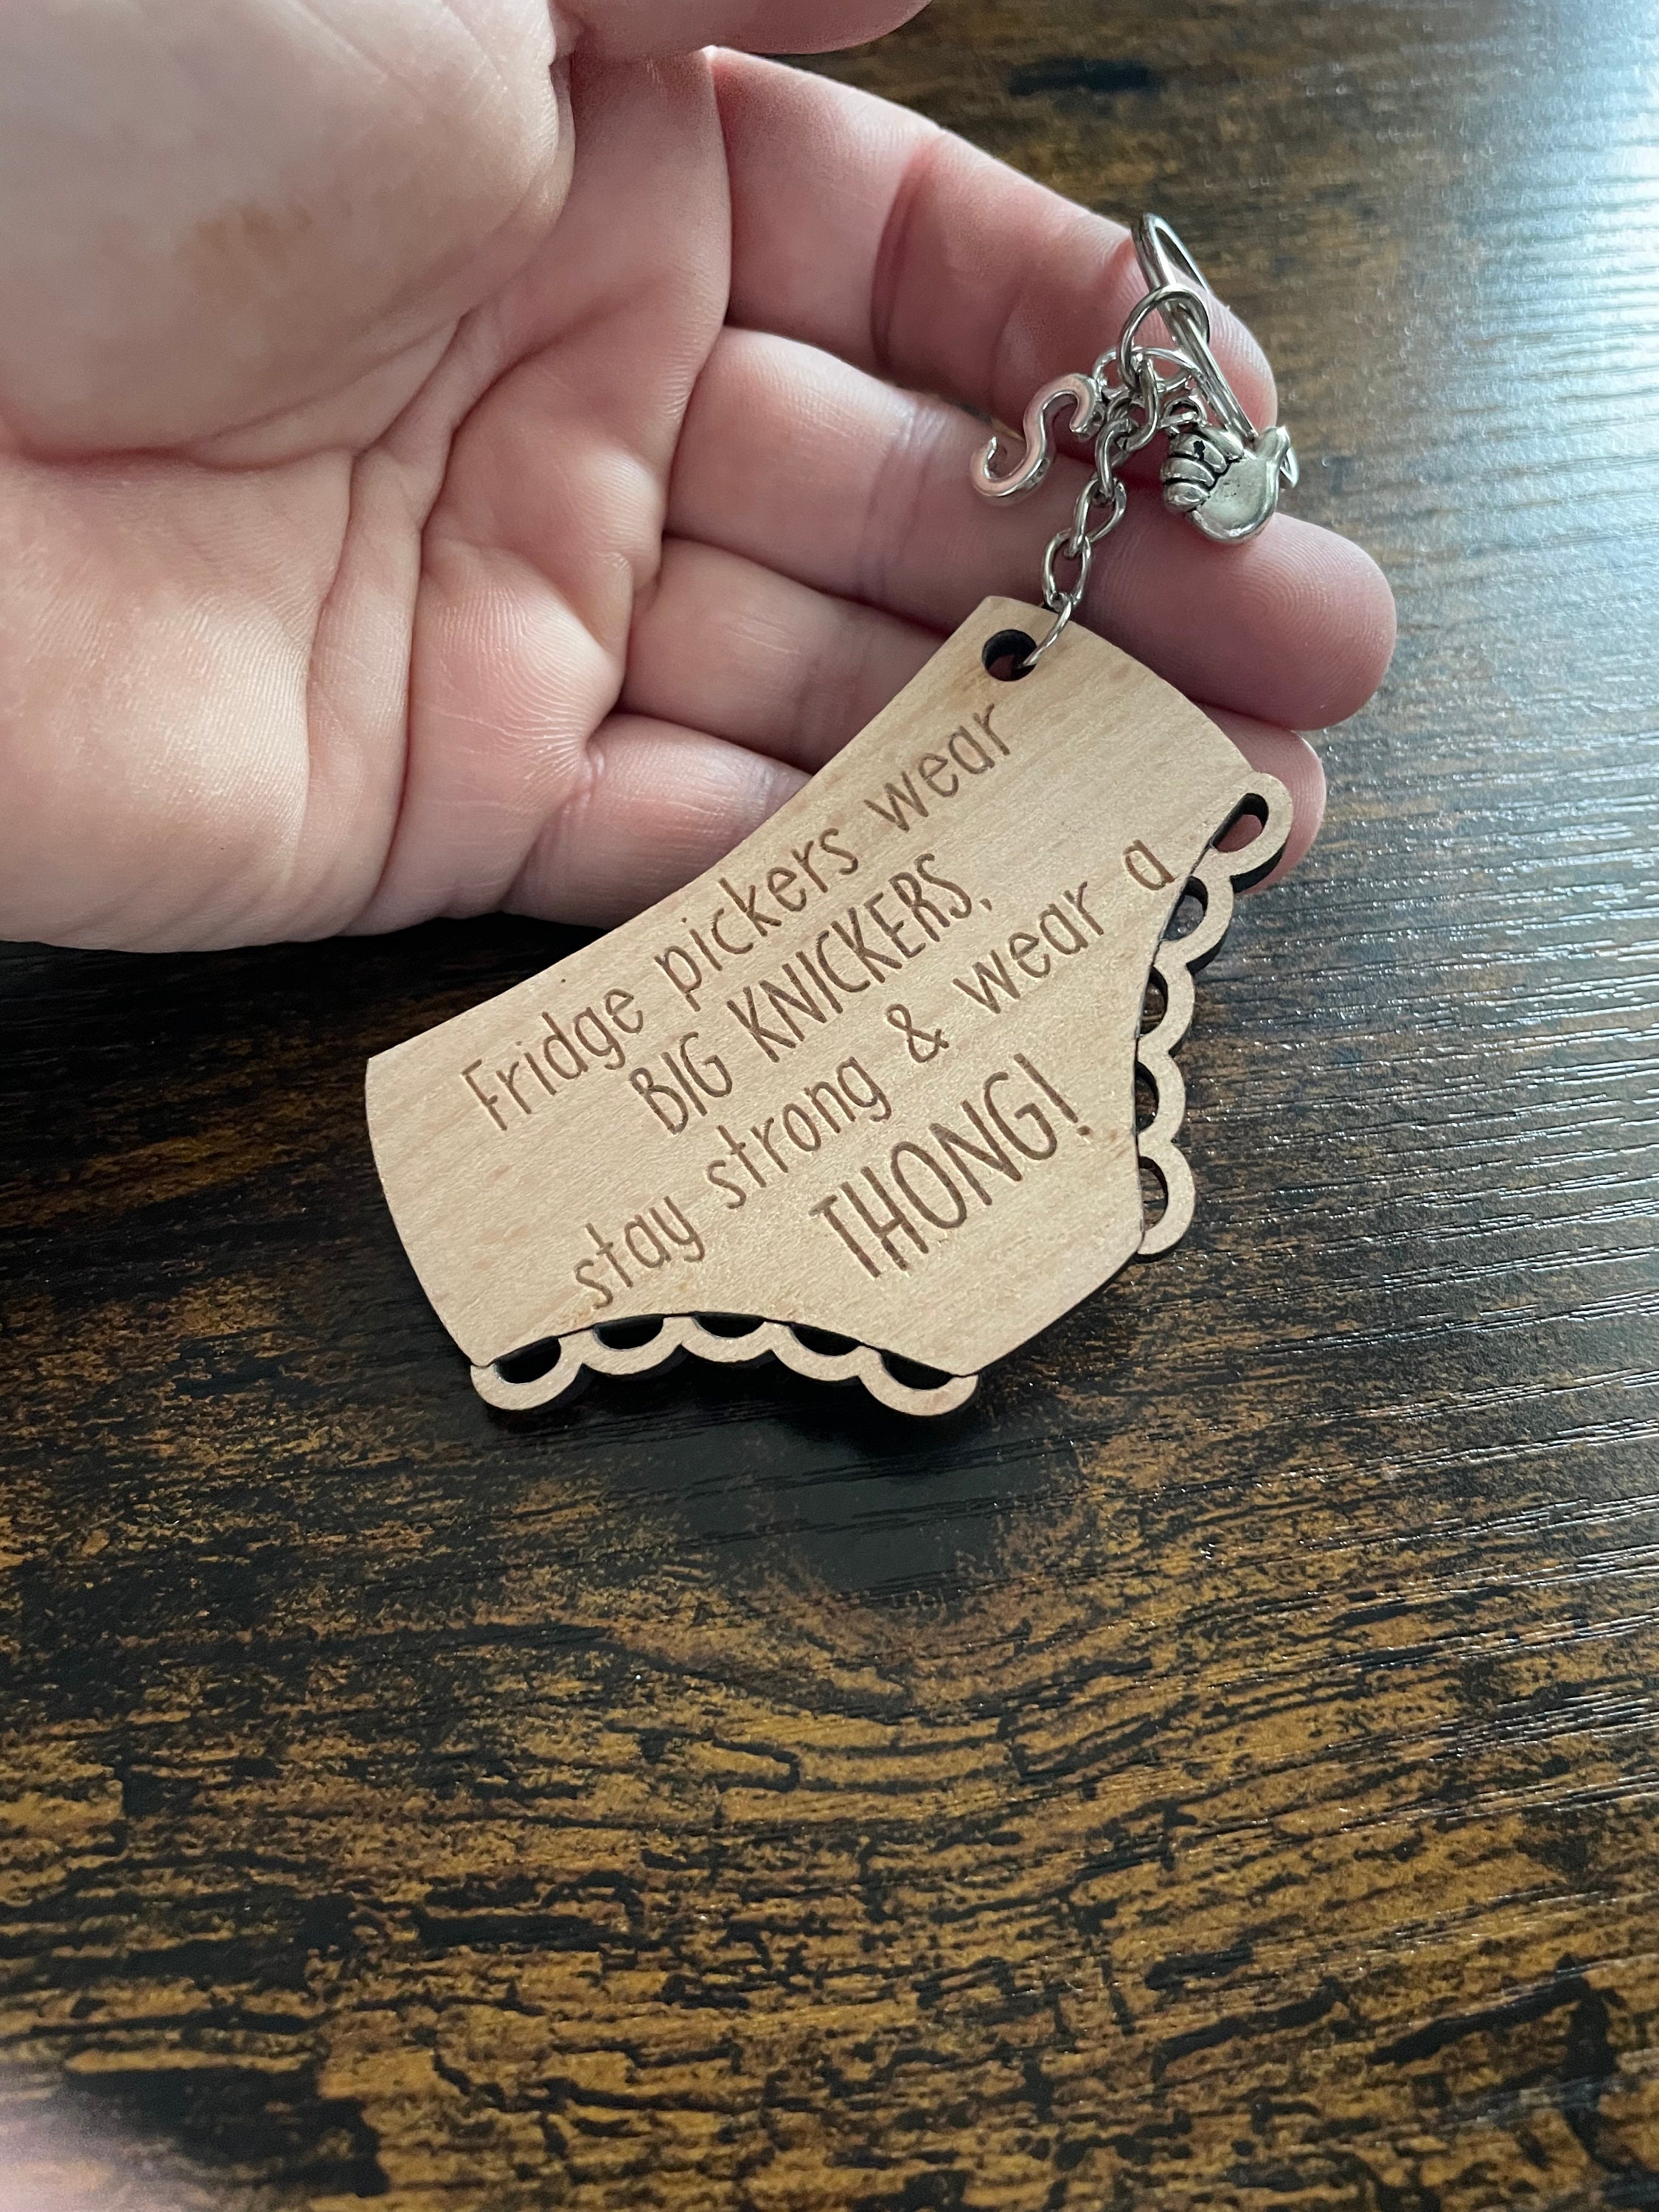 Fridge pickers wear
BIG KNICKERS,
stay strong & wear a
THONG!
S